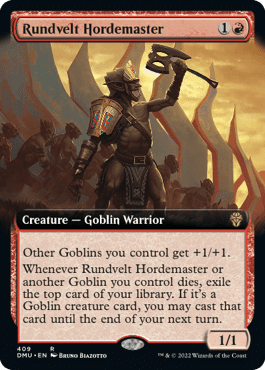 Rundvelt Hordemaster 1
Creature — Goblin Warrior
Other Goblins you control get +1/+1.
Whenever Rundvelt Hordemaster or
another Goblin you control dies, exile
the top card of your library. If it's a
Goblin creature card, you may cast that
card until the end of your next turn.
1/1
409 R
DMU • EN Bruno Biazotto
™ & © 2022 Wizards of the Coast